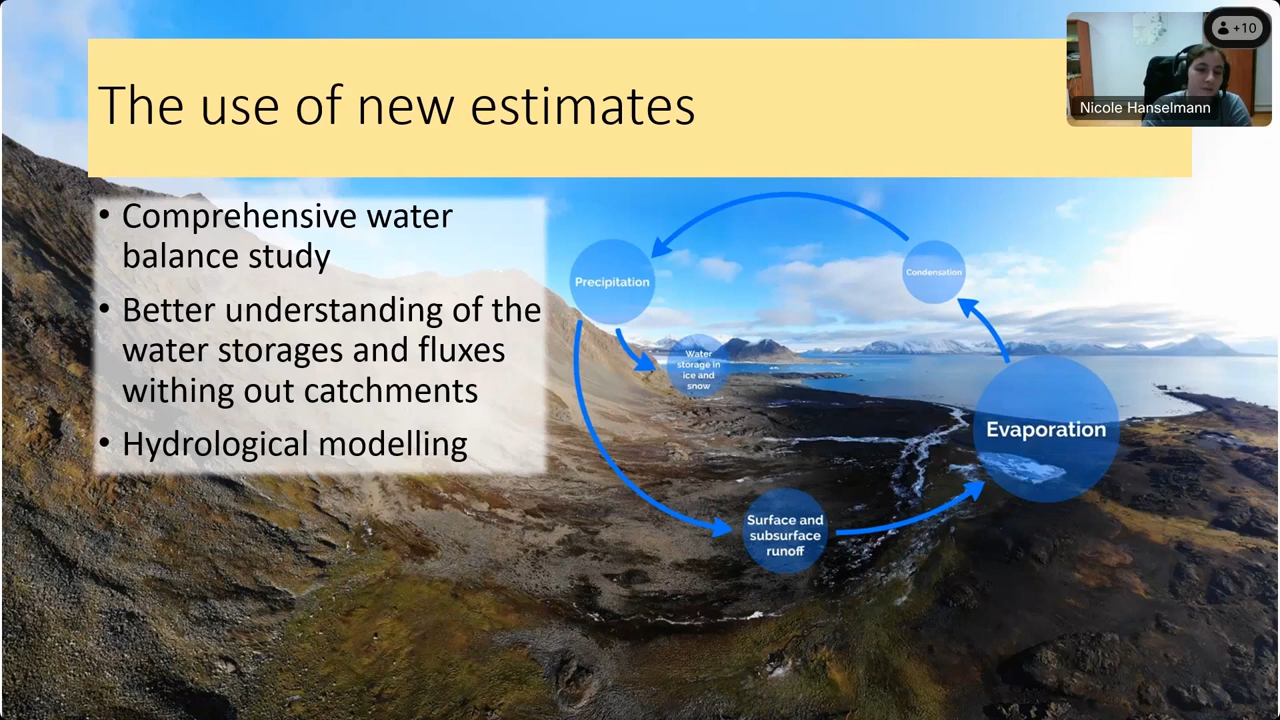 The use of new estimates
+10
Nicole Hanselmann
• Comprehensive water
balance study
• Better understanding of the
water storages and fluxes
withing out catchments
• Hydrological modelling
Precipitation
Condensation
Water
storage in
ice and
snow
Evaporation
Surface and
subsurface
runoff